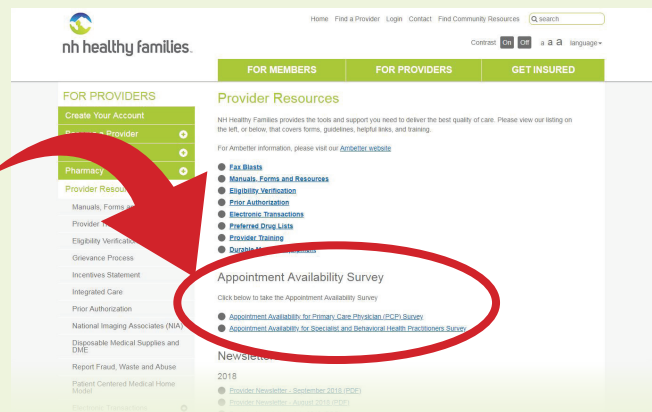 Home Find a Provider Login Contact Find Community Resources search
nh healthy families.
Contrast On Off a a a language
FOR MEMBERS FOR PROVIDERS GET INSURED
FOR PROVIDERS
Create Your Account
a Provider
Pharmacy
Provider
Manuals, Forms
Provider
Eligibility
Grievance Process
Incentives Statement
Integrated Care
Prior Authorization
National Imaging Associates (NIA)
Disposable Medical Supplies and
DME
Report Fraud, Waste and Abuse
Patient Centered Medical Home
Model
Electronic Transactions
Provider Resources
NH Healthy Families provides the tools and support you need to deliver the best quality of care. Please view our listing on
the left, or below, that covers forms, guidelines, helpful links, and training.
For Ambetter information, please visit our Ambetter website
Fax Blasts
Manuals, Forms and Resources
Eligibility Verification
Prior Authorization
Electronic Transactions
Preferred Drug Lists
Provider Training
Durable
Appointment Availability Survey
Click below to take the Appointment Availability Survey
Appointment Availability for Primary Care Physician (PCP) Survey
Appointment Availability for Specialist and Behavioral Health Practitioners Survey
2018
Provider Newsletter - September 2018 (PDF)
Provider Newsletter - August 2018 (PDF)